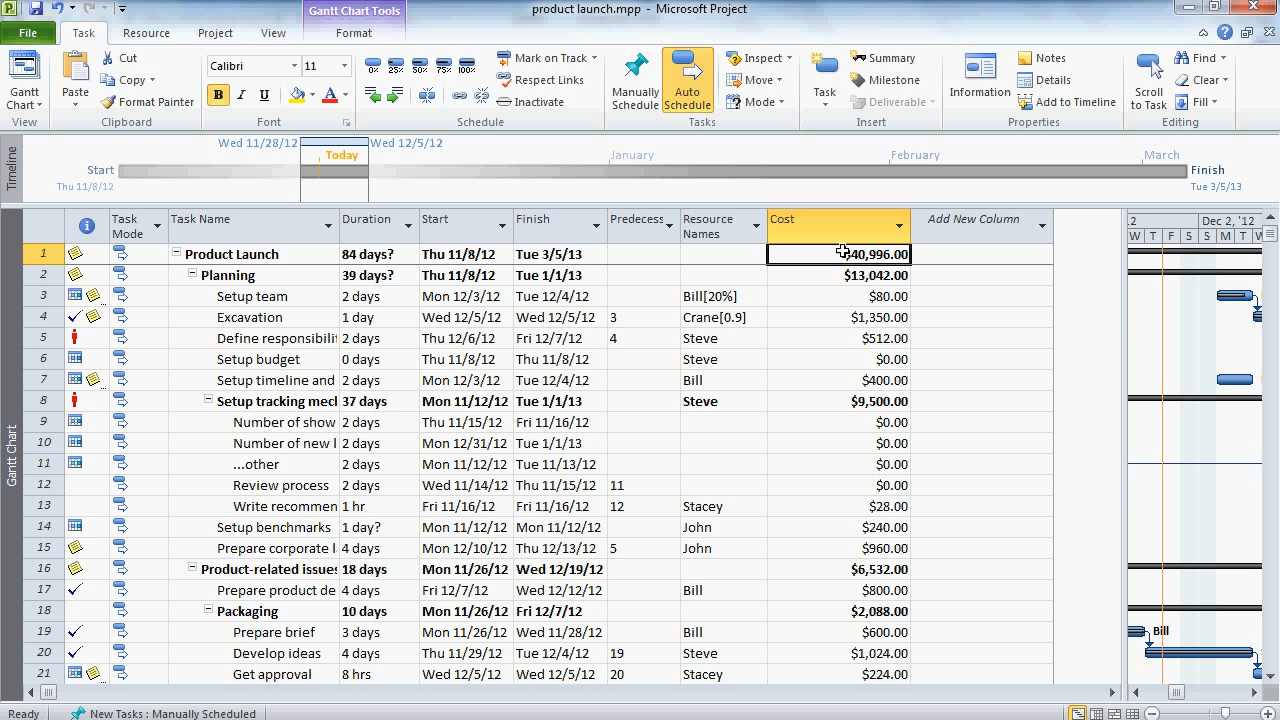 product launch.mpp - Microsoft Project
Gantt Chart Tools
File Task Resource Project View Format
Gantt Chart
View
Paste
Cut
Copy
Format Painter
Clipboard
Calibri 11
B I U A
Font
0% 25% 50% 75% 100%
Mark on Track
Respect Links
Inactivate
Schedule
Manually Schedule
Auto Schedule
Inspect
Move
Mode
Tasks
Task
Summary
Milestone
Deliverable
Insert
Information
Notes
Details
Add to Timeline
Properties
Scroll to Task
Find
Clear
Fill
Editing
Timeline
Wed 11/28/12 Wed 12/5/12
Today January February March
Start
Thu 11/8/12
Finish
Tue 3/5/13
Gantt Chart
Task Mode Task Name Duration Start Finish Predecess Resource Names Cost Add New Column
.2 Dec 2, '12
W T F S S M T W
1 Product Launch 84 days? Thu 11/8/12 Tue 3/5/13 $40,996.00
2 Planning 39 days? Thu 11/8/12 Tue 1/1/13 $13,042.00
3 Setup team 2 days Mon 12/3/12 Tue 12/4/12 Bill[20%] $80.00
4 Excavation 1 day Wed 12/5/12 Wed 12/5/12 3 Crane[0.9] $1,350.00
5 Define responsibilit 2 days Thu 12/6/12 Fri 12/7/12 4 Steve $512.00
6 Setup budget 0 days Thu 11/8/12 Thu 11/8/12 Steve $0.00
7 Setup timeline and 2 days Mon 12/3/12 Tue 12/4/12 Bill $400.00
8 Setup tracking mecl 37 days Mon 11/12/12 Tue 1/1/13 Steve $9,500.00
9 Number of show 2 days Thu 11/15/12 Fri 11/16/12 $0.00
10 Number of new l 2 days Mon 12/31/12 Tue 1/1/13 $0.00
11 ...other 2 days Mon 11/12/12 Tue 11/13/12 $0.00
12 Review process 2 days Wed 11/14/12 Thu 11/15/12 11 $0.00
13 Write recommen 1 hr Fri 11/16/12 Fri 11/16/12 12 Stacey $28.00
14 Setup benchmarks 1 day? Mon 11/12/12 Mon 11/12/12 John $240.00
15 Prepare corporate l 4 days Mon 12/10/12 Thu 12/13/12 5 John $960.00
16 Product-related issues 18 days Mon 11/26/12 Wed 12/19/12 $6,532.00
17 Prepare product de 4 days Fri 12/7/12 Wed 12/12/12 Bill $800.00
18 Packaging 10 days Mon 11/26/12 Fri 12/7/12 $2,088.00
19 Prepare brief 3 days Mon 11/26/12 Wed 11/28/12 Bill $600.00 Bill
20 Develop ideas 4 days Thu 11/29/12 Tue 12/4/12 19 Steve $1,024.00
21 Get approval 8 hrs Wed 12/5/12 Wed 12/5/12 20 Stacey $224.00
Ready New Tasks : Manually Scheduled